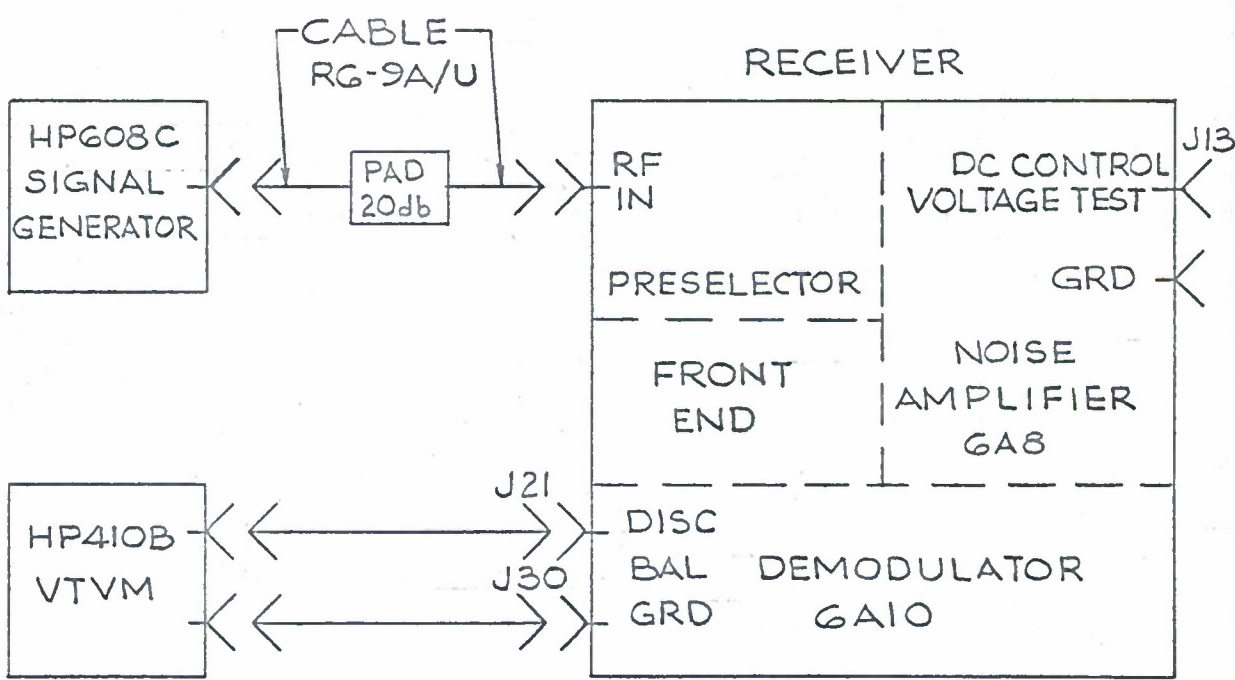 CABLE
RG-9A/U
RECEIVER
HP608C
SIGNAL
GENERATOR
PAD
20db
RF
IN
PRESELECTOR
DC CONTROL
VOLTAGE TEST
J13
GRD
FRONT
END
NOISE
AMPLIFIER
6A8
HP410B
VTVM
J21
J30
DISC
BAL
GRD
DEMODULATOR
6A10